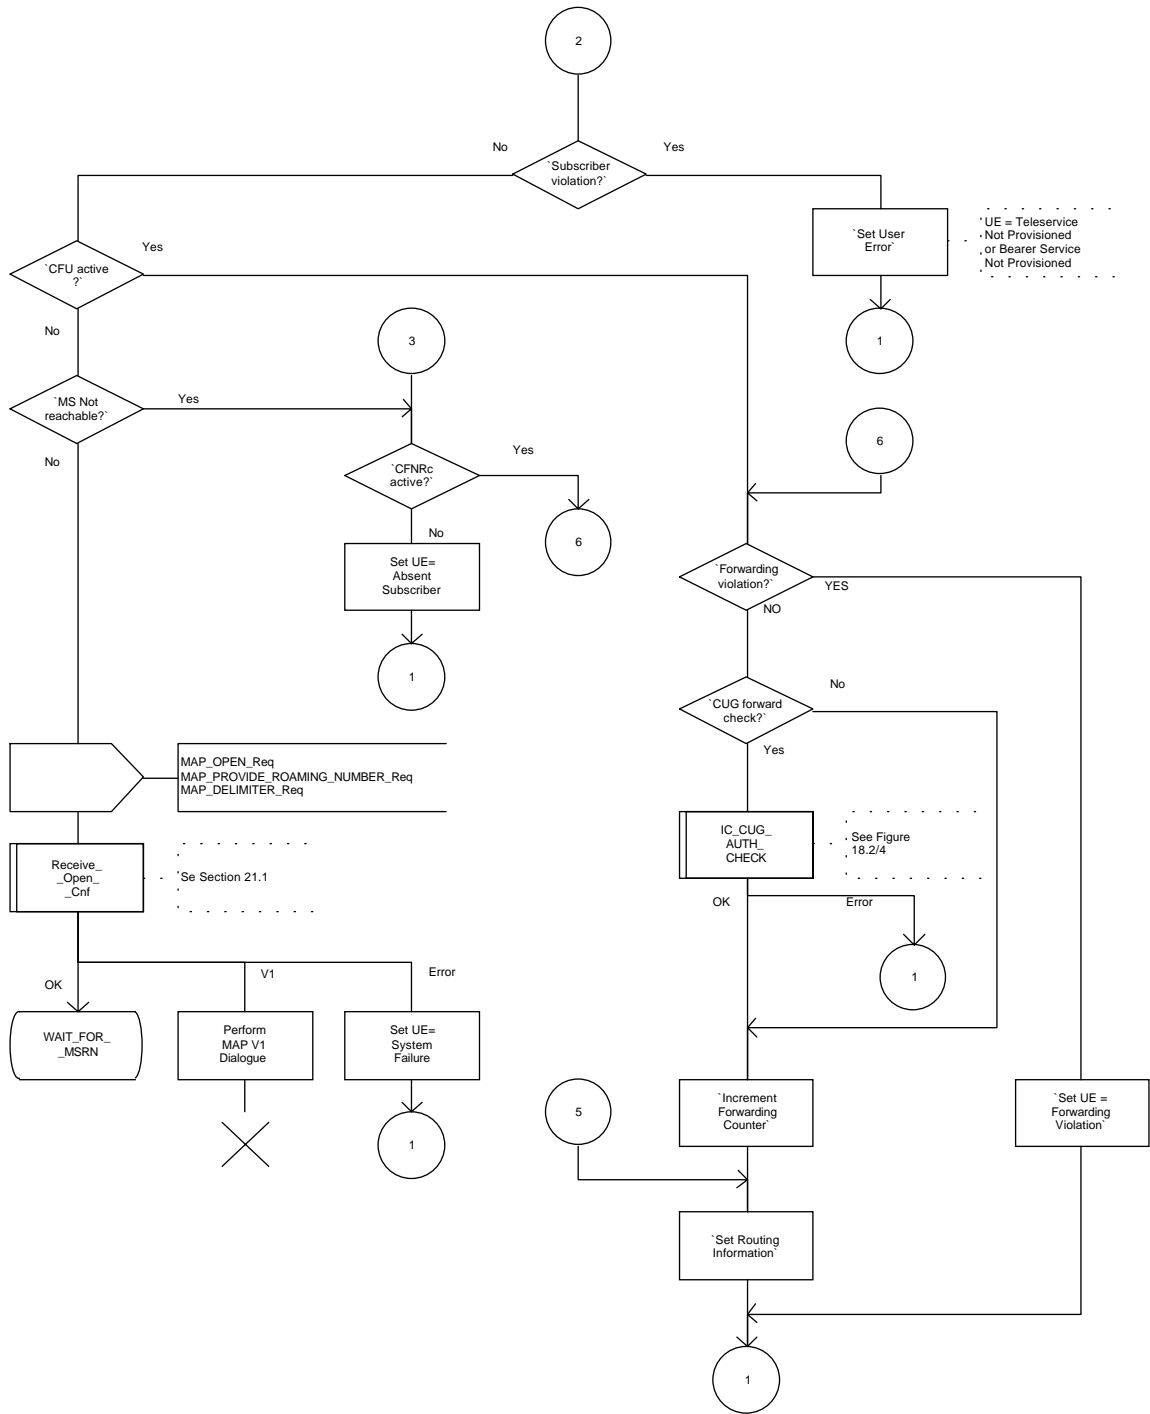 2
No
Yes
`Subscriber
violation?`
`Set User
Error`
UE = Teleservice
Not Provisioned
or Bearer Service
Not Provisioned
1
Yes
`CFU active
?`
No
3
`MS Not
reachable?`
Yes
No
6
`CFNRc
active?`
Yes
6
No
Set UE=
Absent
Subscriber
1
`Forwarding
violation?`
YES
NO
`CUG forward
check?`
No
Yes
MAP_OPEN_Req
MAP_PROVIDE_ROAMING_NUMBER_Req
MAP_DELIMITER_Req
IC_CUG_
AUTH_
CHECK
See Figure
18.2/4
Receive_
_Open_
_Cnf
Se Section 21.1
OK
Error
1
OK
V1
Error
WAIT_FOR_
_MSRN
Perform
MAP V1
Dialogue
Set UE=
System
Failure
1
5
`Increment
Forwarding
Counter`
`Set UE =
Forwarding
Violation`
`Set Routing
Information`
1